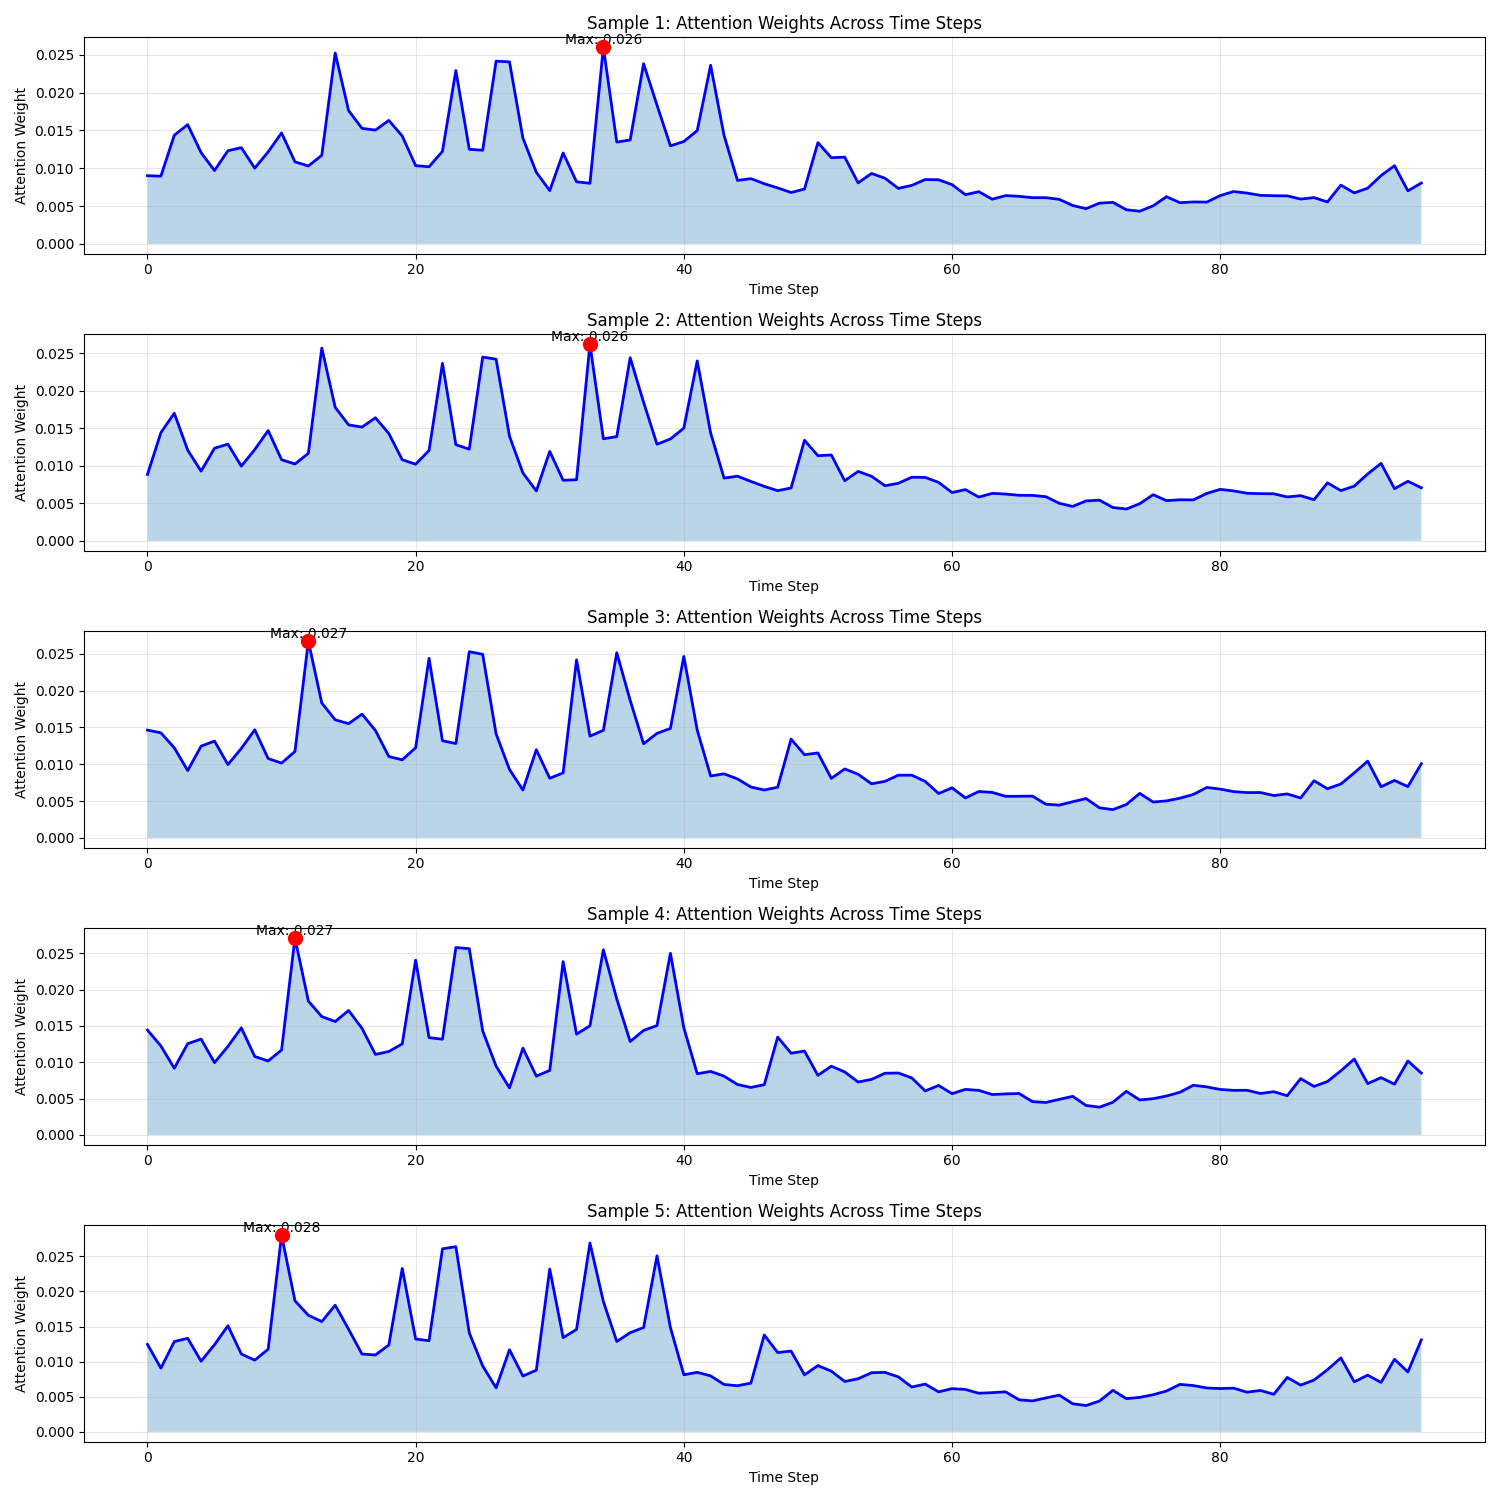 Sample 1: Attention Weights Across Time Steps
Max: 0.026
Attention Weight
0.025
0.020
0.015
0.010
0.005
0.000
0 20 40 60 80
Time Step
Sample 2: Attention Weights Across Time Steps
Max: 0.026
Attention Weight
0.025
0.020
0.015
0.010
0.005
0.000
0 20 40 60 80
Time Step
Sample 3: Attention Weights Across Time Steps
Max: 0.027
Attention Weight
0.025
0.020
0.015
0.010
0.005
0.000
0 20 40 60 80
Time Step
Sample 4: Attention Weights Across Time Steps
Max: 0.027
Attention Weight
0.025
0.020
0.015
0.010
0.005
0.000
0 20 40 60 80
Time Step
Sample 5: Attention Weights Across Time Steps
Max: 0.028
Attention Weight
0.025
0.020
0.015
0.010
0.005
0.000
0 20 40 60 80
Time Step